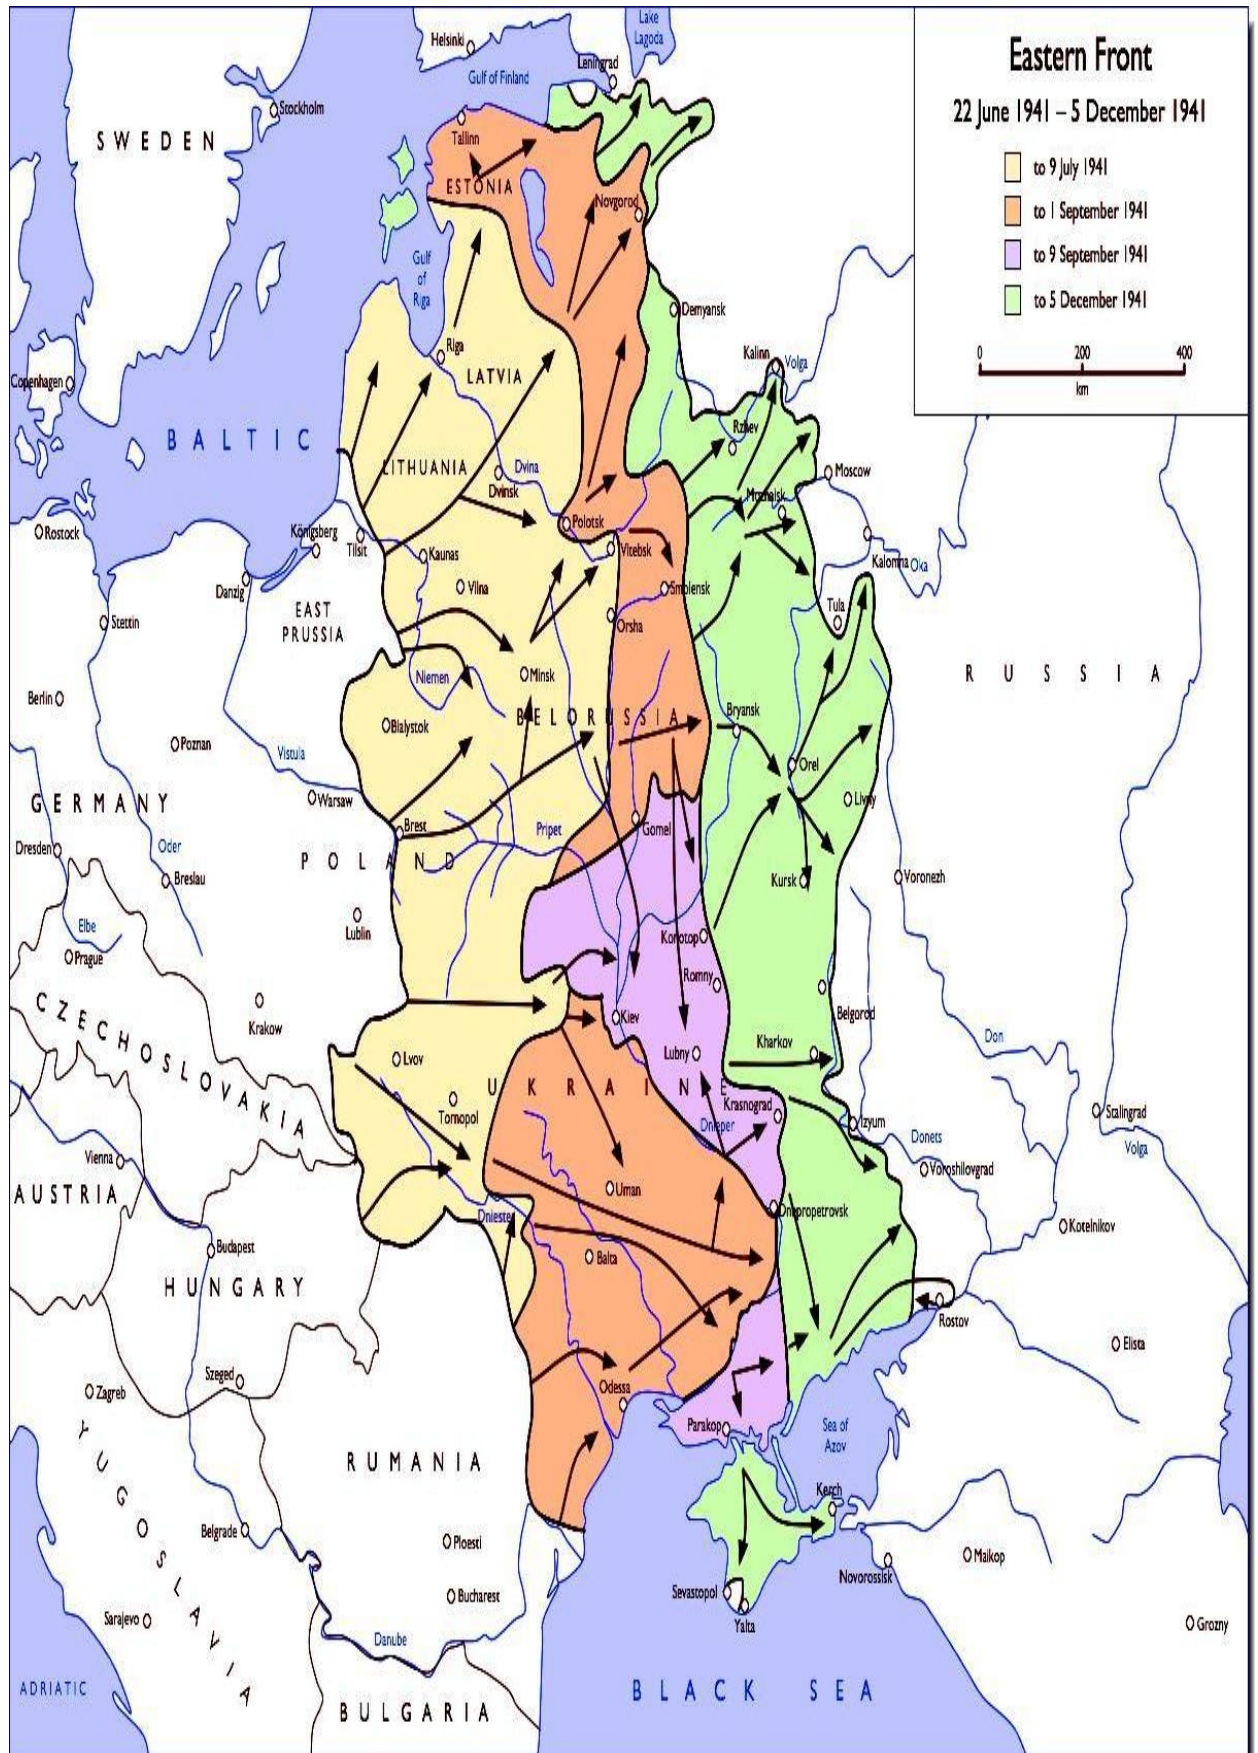 Eastern Front
22 June 1941 – 5 December 1941
to 9 July 1941
to 1 September 1941
to 9 September 1941
to 5 December 1941
0 200 400
km
Lake
Lagoda
Helsinki
Leningrad
Gulf of Finland
Stockholm
SWEDEN
Tallinn
ESTONIA
Novgorod
Gulf
of
Riga
Demyansk
Kalinn
Volga
Riga
LATVIA
Copenhagen
Rzhev
BALTIC
LITHUANIA
Dvina
Dvinsk
Moscow
Mozhaisk
Rostock
Königsberg
Tilsit
Polotsk
Vitebsk
Kaunas
Kalomna
Oka
Danzig
Vilna
Smolensk
EAST
PRUSSIA
Orsha
Tula
Stettin
Niemen
Minsk
RUSSIA
Berlin
Bialystok
BELORUSSIA
Bryansk
Poznan
Vistula
Orel
GERMANY
Warsaw
Livny
Brest
Pripet
Gomel
Dresden
Oder
POLAND
Breslau
Kursk
Voronezh
Lublin
Elbe
Prague
Konotop
Romny
Krakow
Kiev
Belgorod
CZECHOSLOVAKIA
Lvov
Lubny
Kharkov
Don
UKRAINE
Tornopol
Krasnograd
Stalingrad
Dnieper
Izyum
Donets
Volga
Vienna
Voroshilovgrad
AUSTRIA
Uman
Dniester
Dnepropetrovsk
Kotelnikov
Budapest
Balta
HUNGARY
Rostov
Elista
Szeged
Odessa
Zagreb
Parakop
Sea of
Azov
YUGOSLAVIA
RUMANIA
Kerch
Belgrade
Ploesti
Maikop
Novorossisk
Bucharest
Sevastopol
Yalta
Sarajevo
Grozny
Danube
ADRIATIC
BLACK SEA
BULGARIA